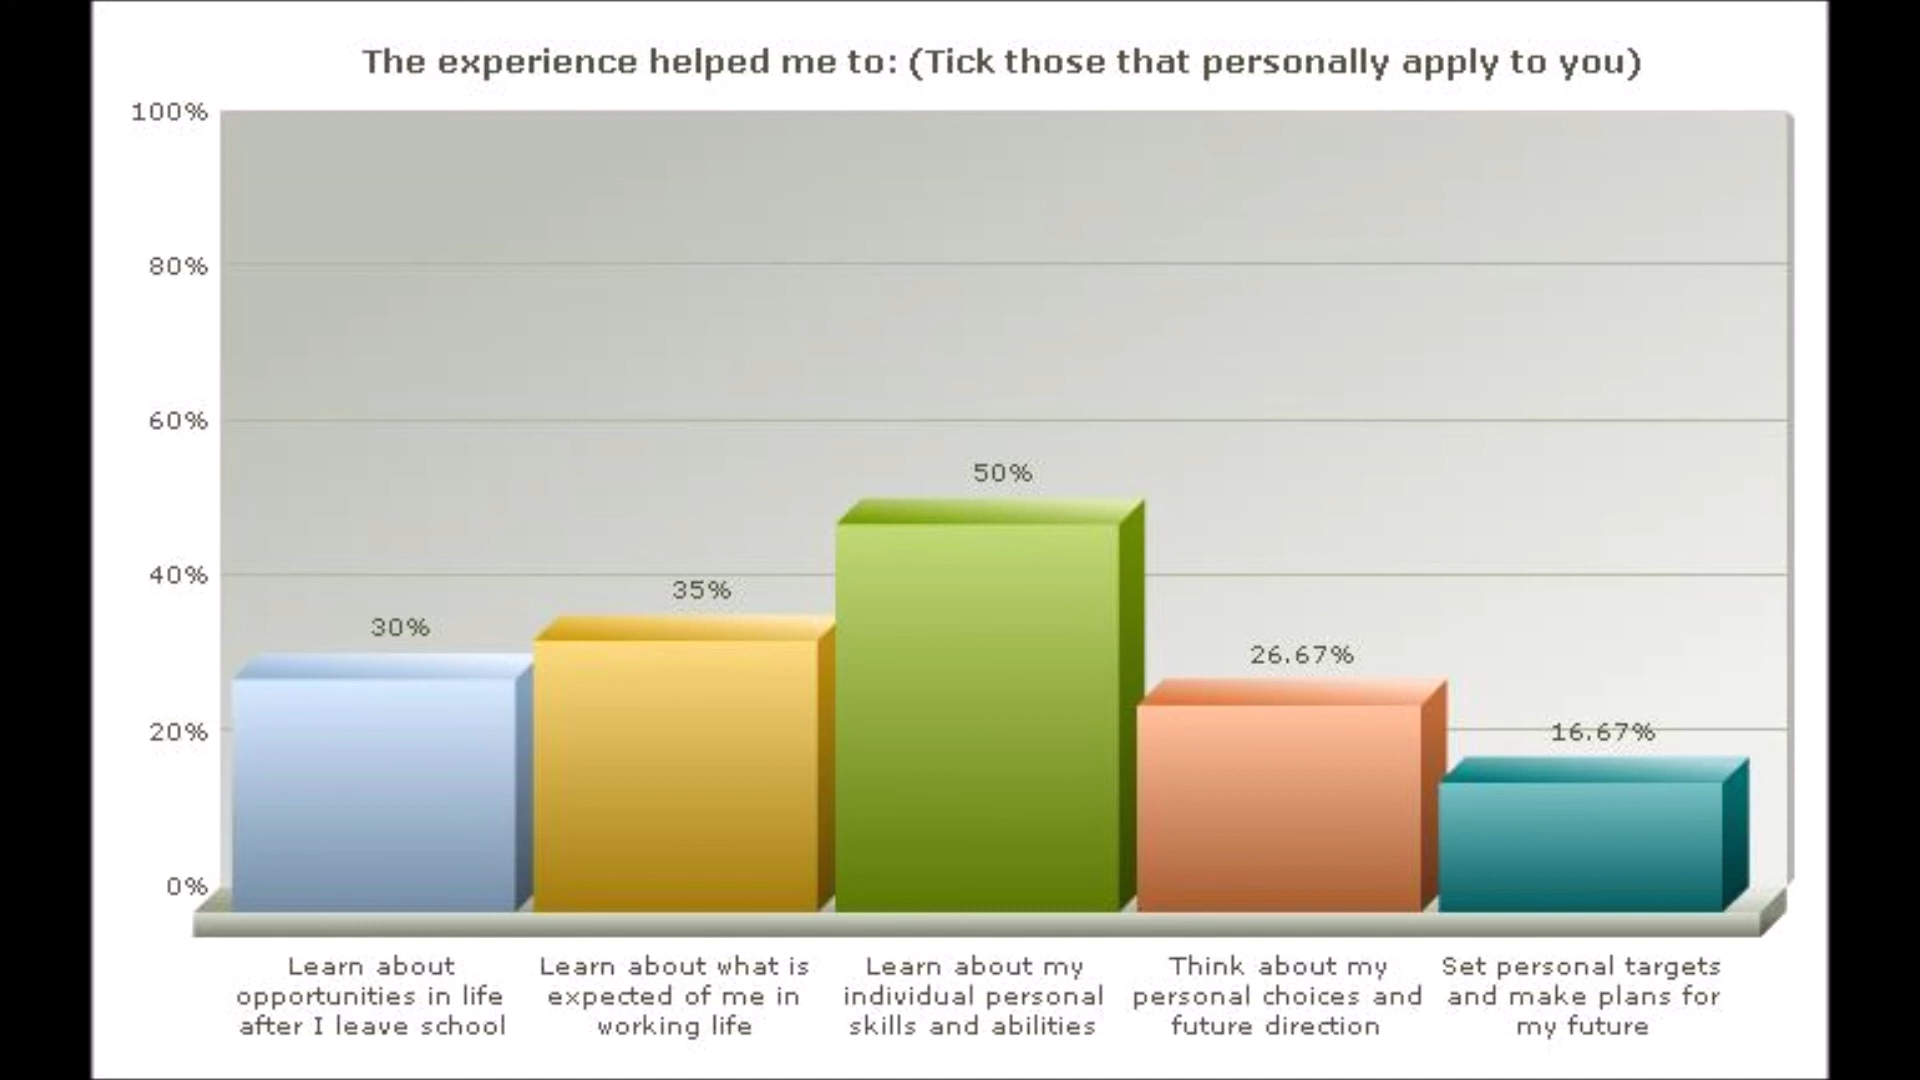 The experience helped me to: (Tick those that personally apply to you)
100%
80%
60%
40%
20%
0%
30%
35%
50%
26.67%
16.67%
Learn about
opportunities in life
after I leave school
Learn about what is
expected of me in
working life
Learn about my
individual personal
skills and abilities
Think about my
personal choices and
future direction
Set personal targets
and make plans for
my future